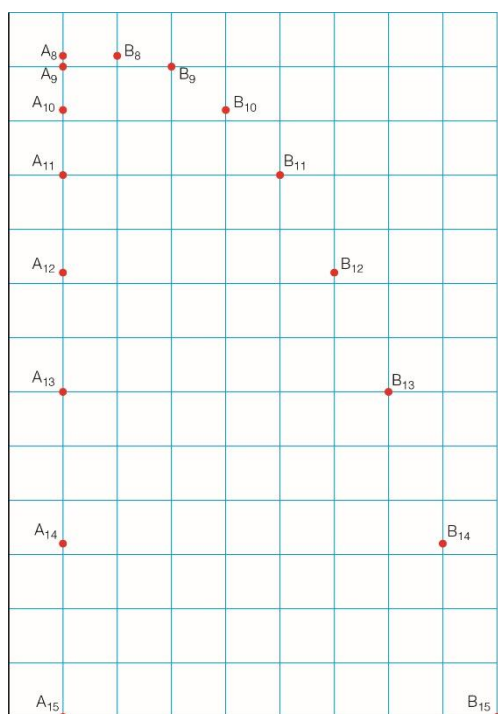 A₈ B₈
A₉ B₉
A₁₀ B₁₀
A₁₁ B₁₁
A₁₂ B₁₂
A₁₃ B₁₃
A₁₄ B₁₄
A₁₅ B₁₅